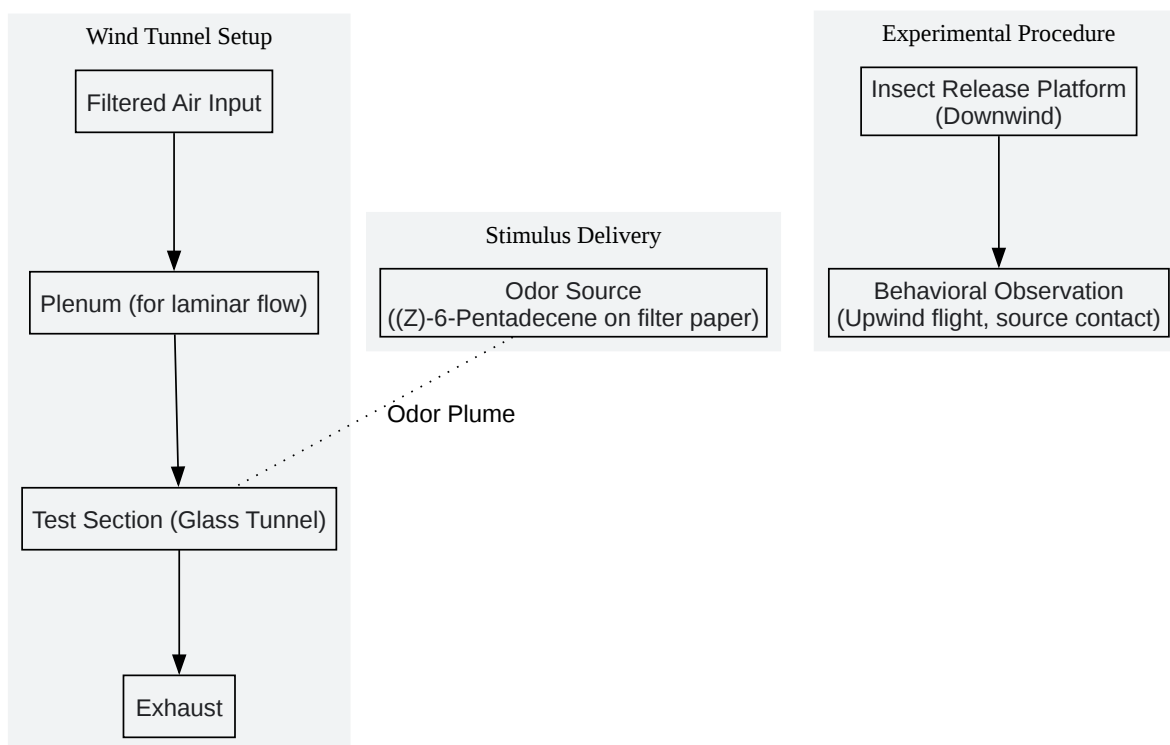 Wind Tunnel Setup
Filtered Air Input
Plenum (for laminar flow)
Test Section (Glass Tunnel)
Exhaust
Stimulus Delivery
Odor Source
((Z)-6-Pentadecene on filter paper)
Odor Plume
Experimental Procedure
Insect Release Platform
(Downwind)
Behavioral Observation
(Upwind flight, source contact)